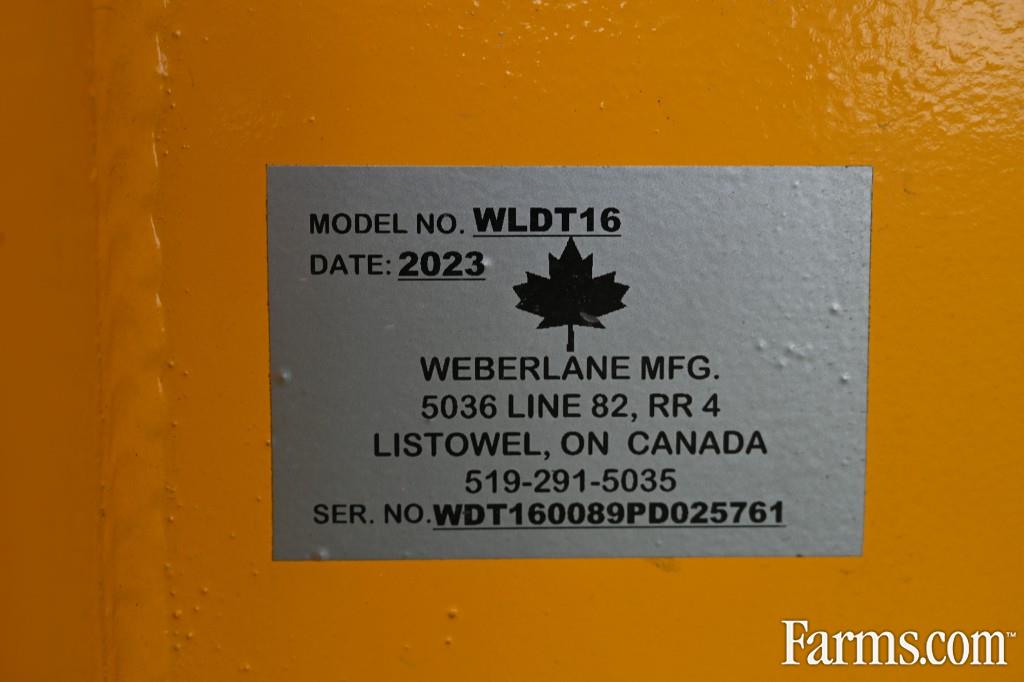 MODEL NO. WLDT16
DATE: 2023
WEBERLANE MFG.
5036 LINE 82, RR 4
LISTOWEL, ON CANADA
519-291-5035
SER. NO.WDT160089PD025761
Farms.com™